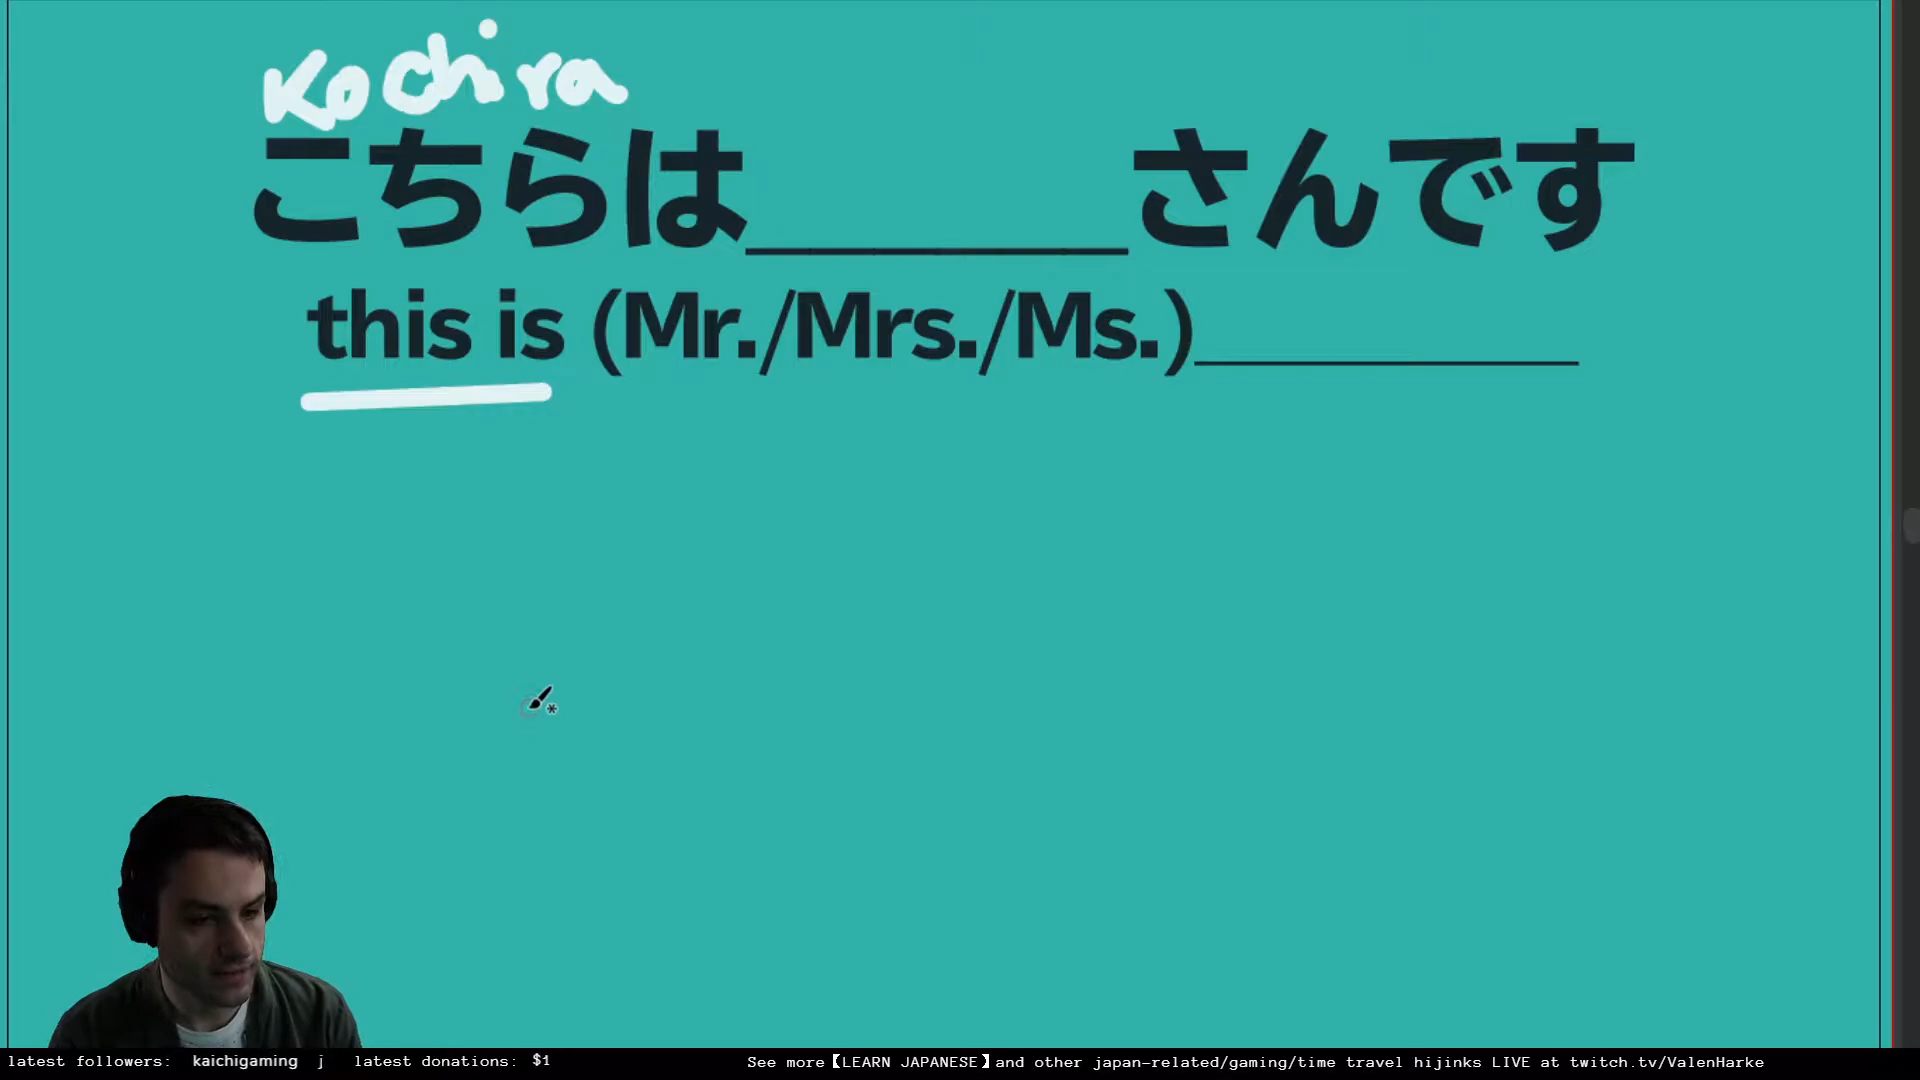 Kochira
こちらは______さんです
this is (Mr./Mrs./Ms.)________
latest followers: kaichigaming j latest donations: $1 See more【LEARN JAPANESE】and other japan-related/gaming/time travel hijinks LIVE at twitch.tv/ValenHarke